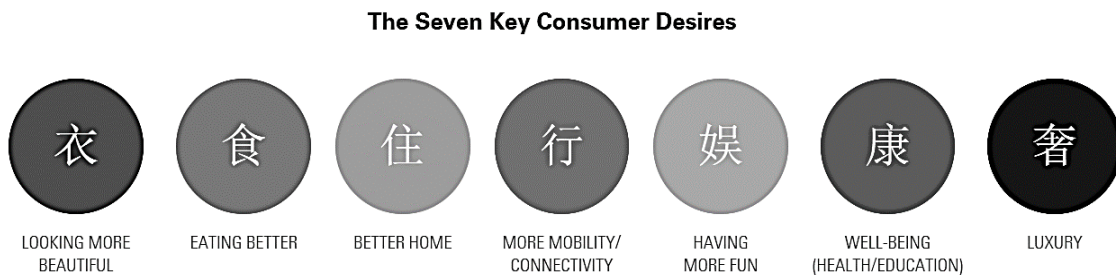 The Seven Key Consumer Desires
衣 食 住 行 娱 康 奢
LOOKING MORE
BEAUTIFUL
EATING BETTER
BETTER HOME
MORE MOBILITY/
CONNECTIVITY
HAVING
MORE FUN
WELL-BEING
(HEALTH/EDUCATION)
LUXURY